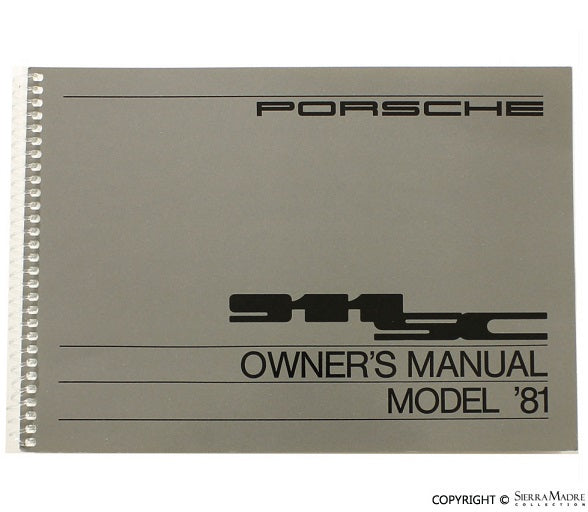 PORSCHE
911SC
OWNER'S MANUAL
MODEL '81
COPYRIGHT © SIERRA MADRE
COLLECTION